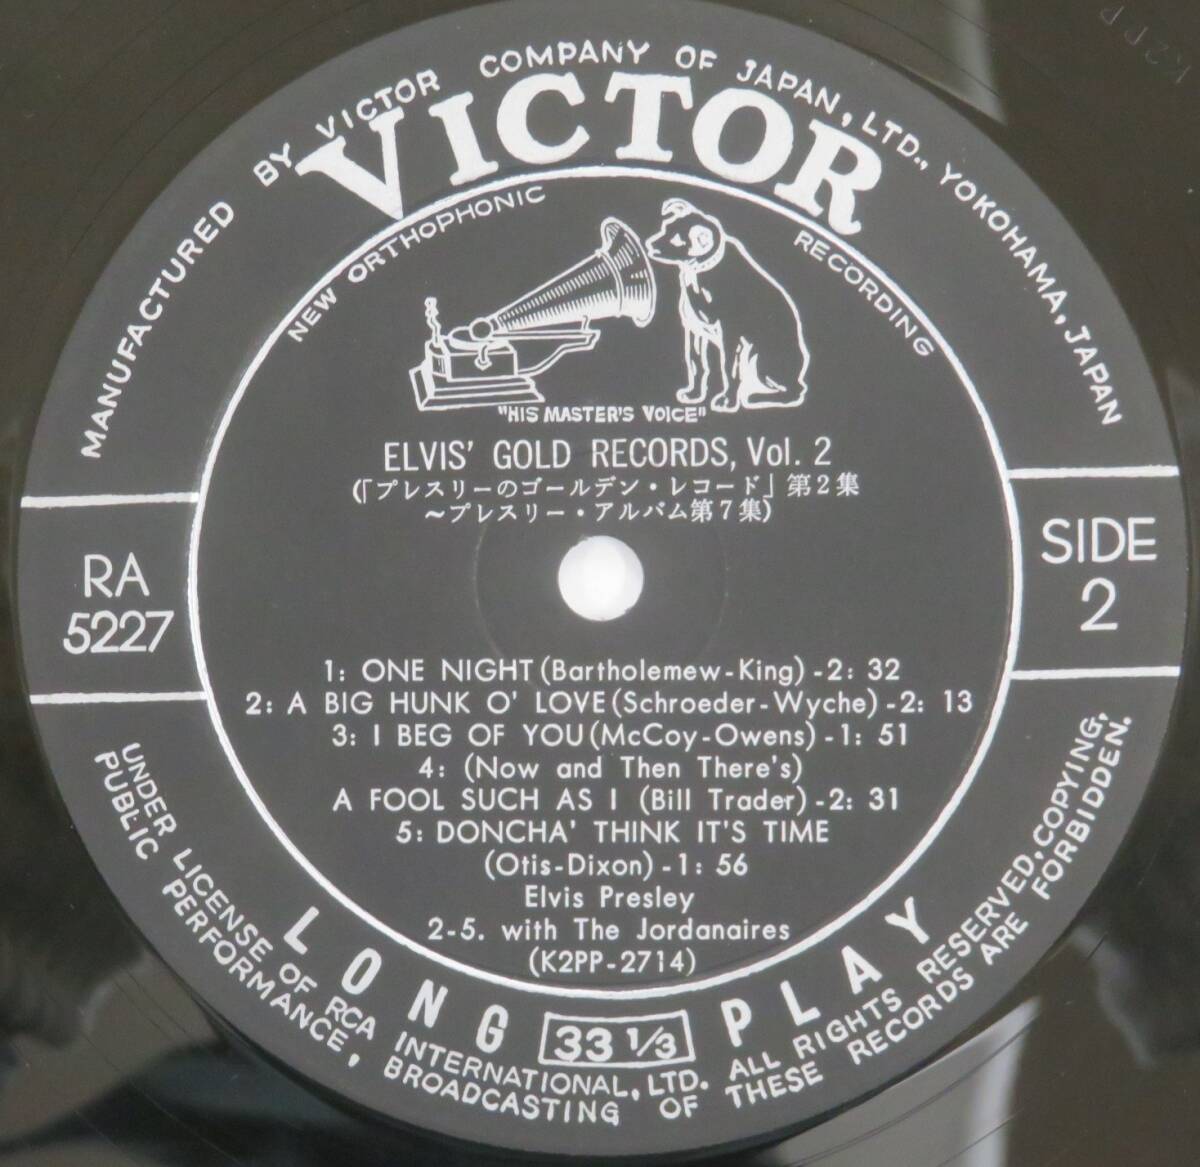 MANUFACTURED BY VICTOR COMPANY OF JAPAN, LTD., YOKOHAMA, JAPAN
VICTOR
NEW ORTHOPHONIC RECORDING
"HIS MASTER'S VOICE"
ELVIS' GOLD RECORDS, Vol. 2
(「プレスリーのゴールデン・レコード」第2集
～プレスリー・アルバム第7集)
RA
5227
SIDE
2
1: ONE NIGHT (Bartholemew-King) -2: 32
2: A BIG HUNK O' LOVE (Schroeder-Wyche) -2: 13
3: I BEG OF YOU (McCoy-Owens) -1: 51
4: (Now and Then There's)
A FOOL SUCH AS I (Bill Trader) -2: 31
5: DONCHA' THINK IT'S TIME
(Otis-Dixon) -1: 56
Elvis Presley
2-5. with The Jordanaires
(K2PP-2714)
LONG 33 1/3 PLAY
UNDER LICENSE OF RCA INTERNATIONAL, LTD. ALL RIGHTS RESERVED, COPYING,
PUBLIC PERFORMANCE, BROADCASTING OF THESE RECORDS ARE FORBIDDEN.
K2PP